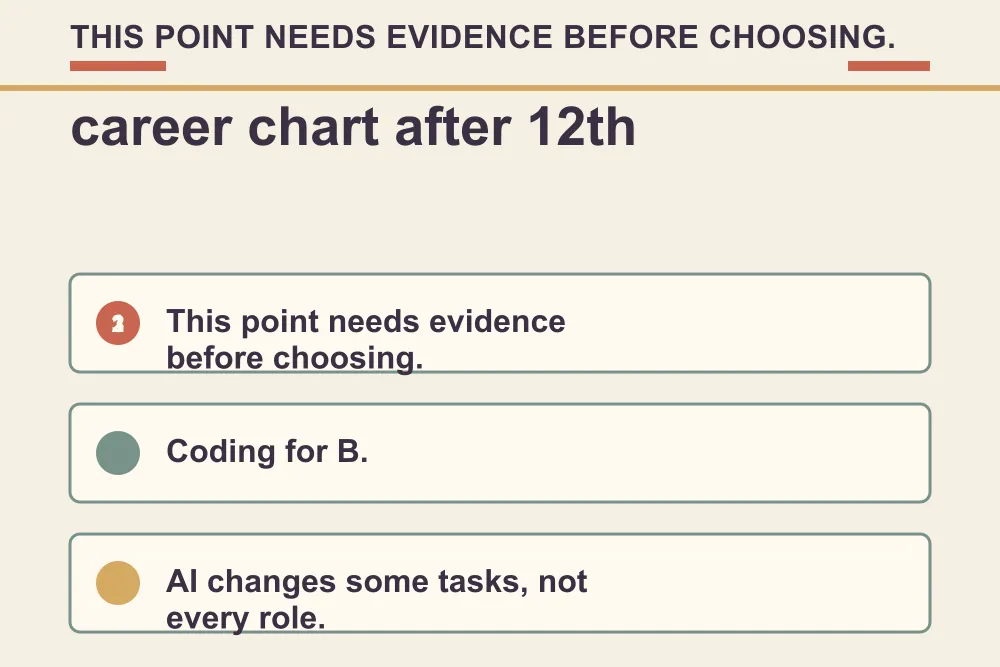 THIS POINT NEEDS EVIDENCE BEFORE CHOOSING.
career chart after 12th
This point needs evidence
before choosing.
Coding for B.
AI changes some tasks, not
every role.